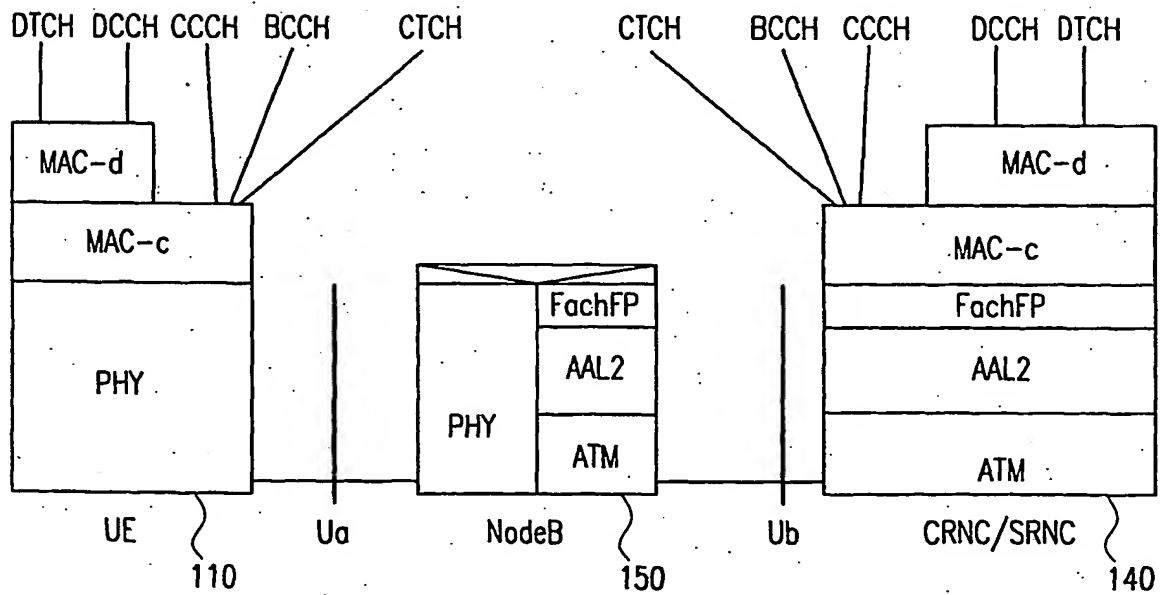 DTCH DCCH CCCH BCCH CTCH CTCH BCCH CCCH DCCH DTCH
MAC-d MAC-d
MAC-c MAC-c
FachFP FachFP
PHY AAL2 AAL2
PHY ATM ATM
UE Ua NodeB Ub CRNC/SRNC
110 150 140